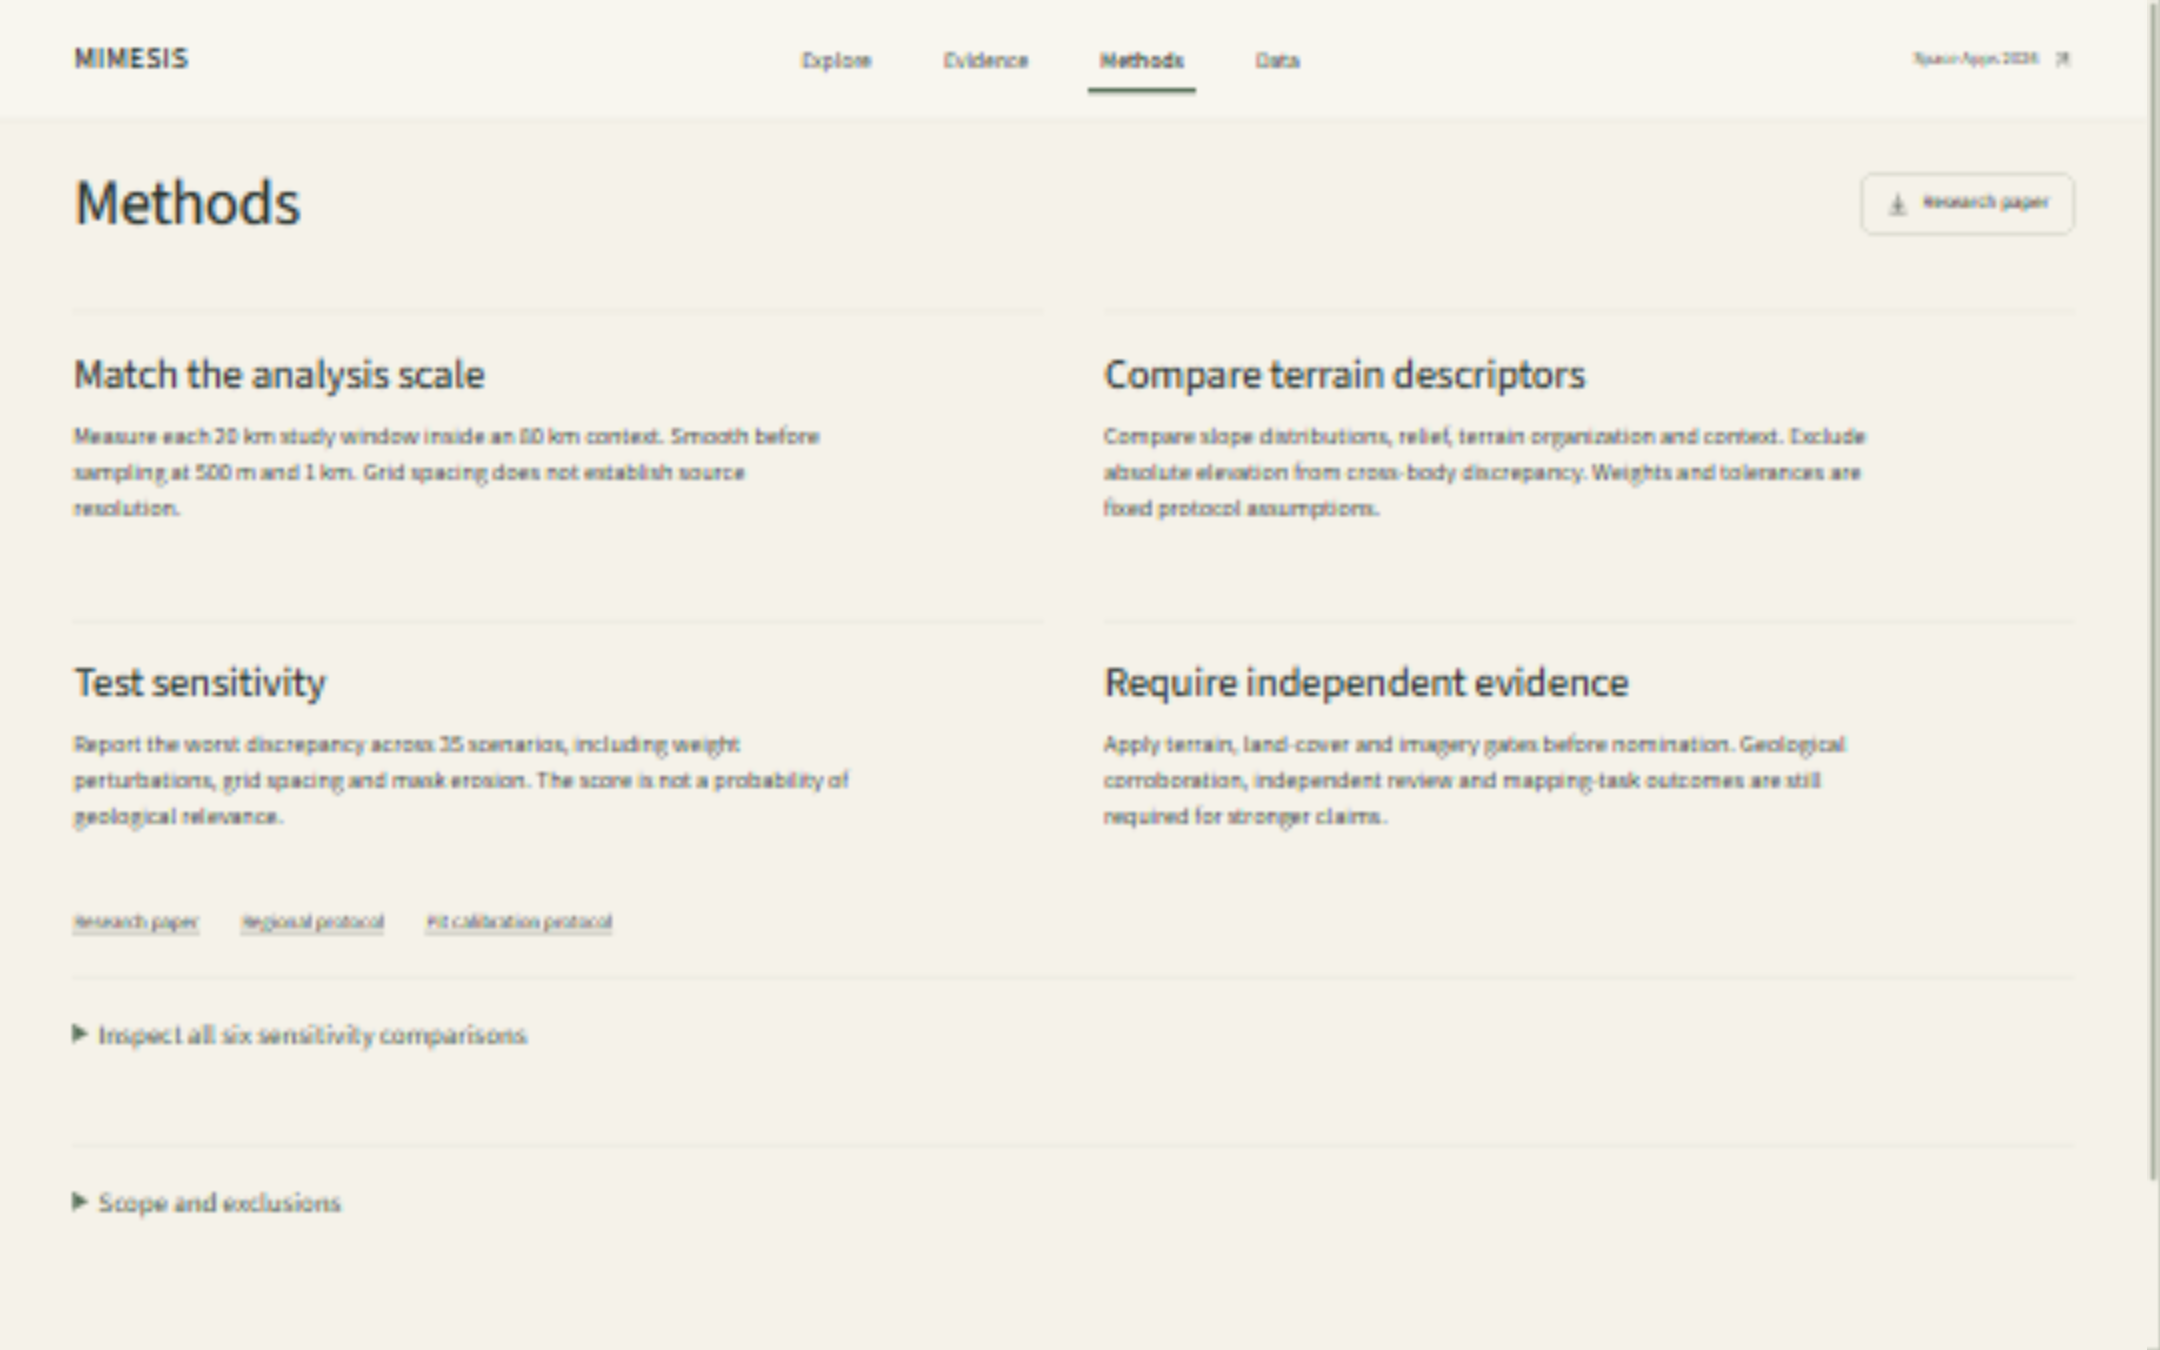 MIMESIS
Explore
Evidence
Methods
Data
Space Apps 2026
Methods
Research paper
Match the analysis scale
Measure each 20 km study window inside an 80 km context. Smooth before
sampling at 500 m and 1 km. Grid spacing does not establish source
resolution.
Compare terrain descriptors
Compare slope distributions, relief, terrain organization and context. Exclude
absolute elevation from cross-body discrepancy. Weights and tolerances are
fixed protocol assumptions.
Test sensitivity
Report the worst discrepancy across 35 scenarios, including weight
perturbations, grid spacing and mask erosion. The score is not a probability of
geological relevance.
Require independent evidence
Apply terrain, land-cover and imagery gates before nomination. Geological
corroboration, independent review and mapping-task outcomes are still
required for stronger claims.
Research paper
Regional protocol
Pit calibration protocol
Inspect all six sensitivity comparisons
Scope and exclusions